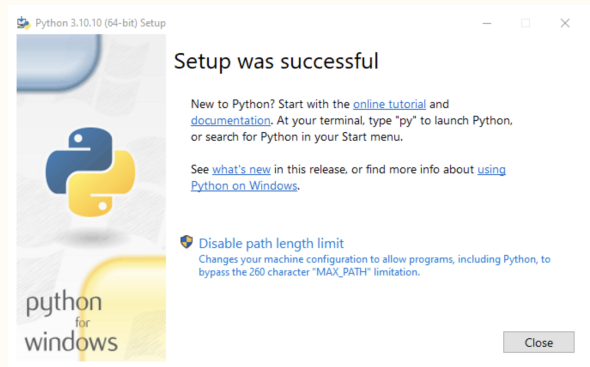 Python 3.10.10 (64-bit) Setup
Setup was successful
New to Python? Start with the online tutorial and
documentation. At your terminal, type "py" to launch Python,
or search for Python in your Start menu.
See what's new in this release, or find more info about using
Python on Windows.
Disable path length limit
Changes your machine configuration to allow programs, including Python, to
bypass the 260 character "MAX_PATH" limitation.
python
for
windows
Close